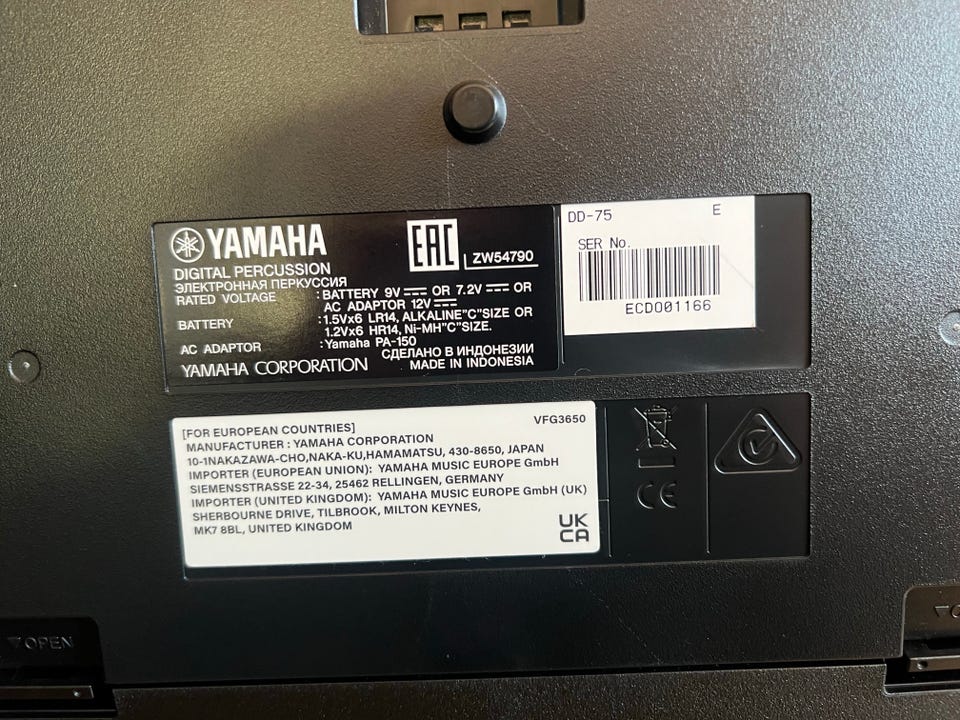 YAMAHA
EAC
ZW54790
DIGITAL PERCUSSION
ЭЛЕКТРОННАЯ ПЕРКУССИЯ
RATED VOLTAGE : BATTERY 9V ⎓ OR 7.2V ⎓ OR
AC ADAPTOR 12V ⎓
BATTERY : 1.5Vx6 LR14, ALKALINE"C"SIZE OR
1.2Vx6 HR14, Ni-MH"C"SIZE.
AC ADAPTOR : Yamaha PA-150
СДЕЛАНО В ИНДОНЕЗИИ
YAMAHA CORPORATION MADE IN INDONESIA
DD-75 E
SER No.
ECDO01166
[FOR EUROPEAN COUNTRIES] VFG3650
MANUFACTURER : YAMAHA CORPORATION
10-1NAKAZAWA-CHO,NAKA-KU,HAMAMATSU, 430-8650, JAPAN
IMPORTER (EUROPEAN UNION): YAMAHA MUSIC EUROPE GmbH
SIEMENSSTRASSE 22-34, 25462 RELLINGEN, GERMANY
IMPORTER (UNITED KINGDOM): YAMAHA MUSIC EUROPE GmbH (UK)
SHERBOURNE DRIVE, TILBROOK, MILTON KEYNES,
MK7 8BL, UNITED KINGDOM
UK
CA
CE
▼OPEN